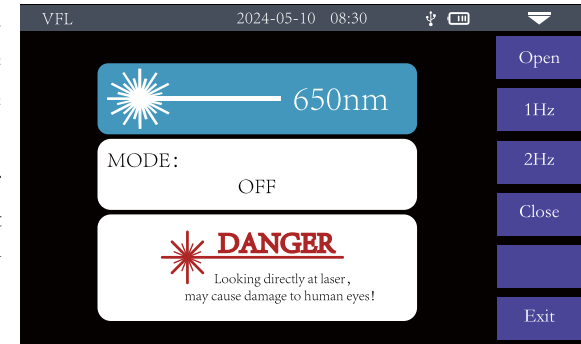 VFL 2024-05-10 08:30
650nm
MODE:
OFF
DANGER
Looking directly at laser,
may cause damage to human eyes!
Open
1Hz
2Hz
Close
Exit